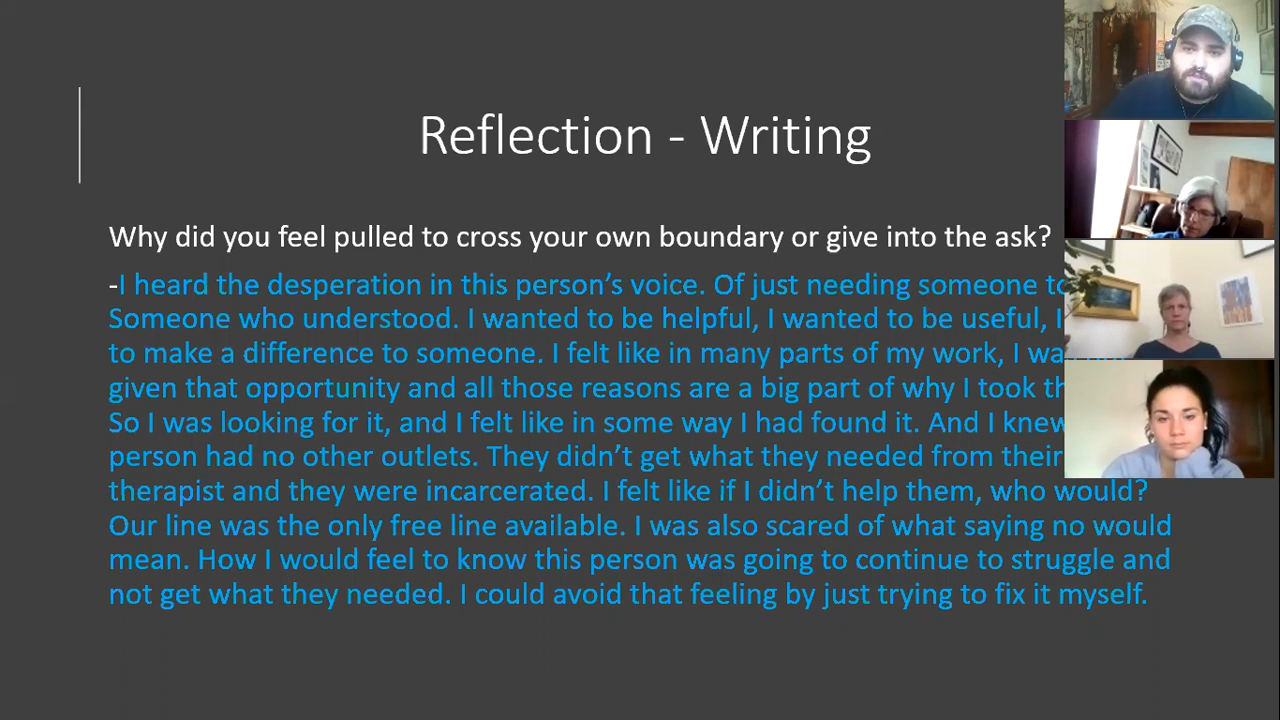 Reflection - Writing
Why did you feel pulled to cross your own boundary or give into the ask?
-I heard the desperation in this person’s voice. Of just needing someone to
Someone who understood. I wanted to be helpful, I wanted to be useful, I
to make a difference to someone. I felt like in many parts of my work, I
given that opportunity and all those reasons are a big part of why I took
So I was looking for it, and I felt like in some way I had found it. And I knew
person had no other outlets. They didn’t get what they needed from their
therapist and they were incarcerated. I felt like if I didn’t help them, who would?
Our line was the only free line available. I was also scared of what saying no would
mean. How I would feel to know this person was going to continue to struggle and
not get what they needed. I could avoid that feeling by just trying to fix it myself.